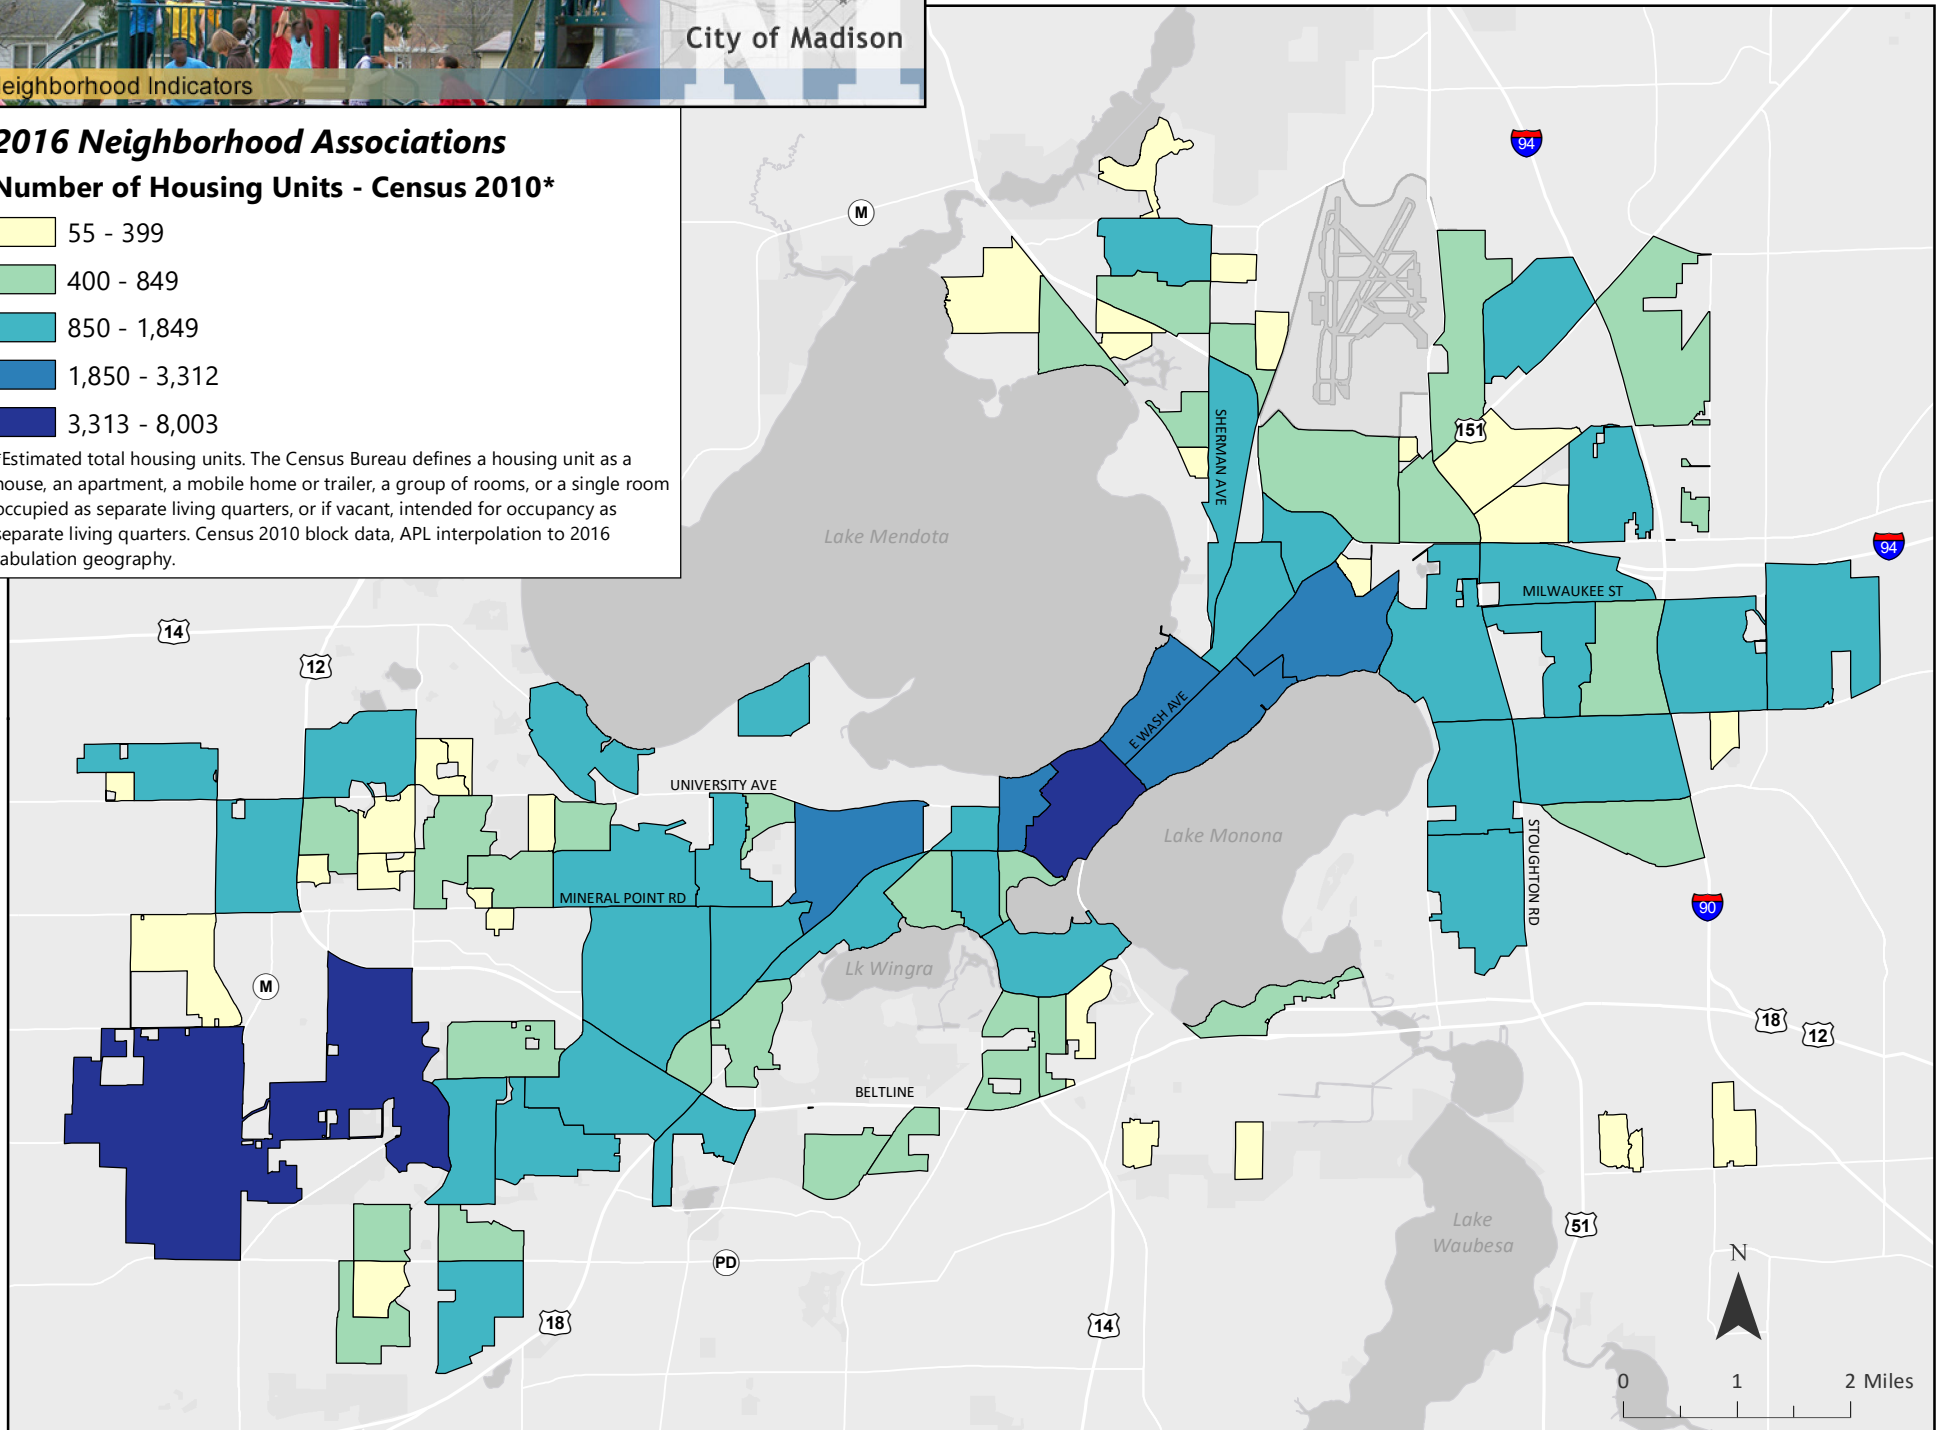 City of Madison
eighborhood Indicators
NI
2016 Neighborhood Associations
Number of Housing Units - Census 2010*
55 - 399
400 - 849
850 - 1,849
1,850 - 3,312
3,313 - 8,003
*Estimated total housing units. The Census Bureau defines a housing unit as a
house, an apartment, a mobile home or trailer, a group of rooms, or a single room
occupied as separate living quarters, or if vacant, intended for occupancy as
separate living quarters. Census 2010 block data, APL interpolation to 2016
tabulation geography.
94
M
151
SHERMAN AVE
Lake Mendota
94
MILWAUKEE ST
14
12
E WASH AVE
UNIVERSITY AVE
Lake Monona
STOUGHTON RD
MINERAL POINT RD
90
Lk Wingra
M
18
12
BELTLINE
Lake
Waubesa
51
N
PD
18
14
0 1 2 Miles